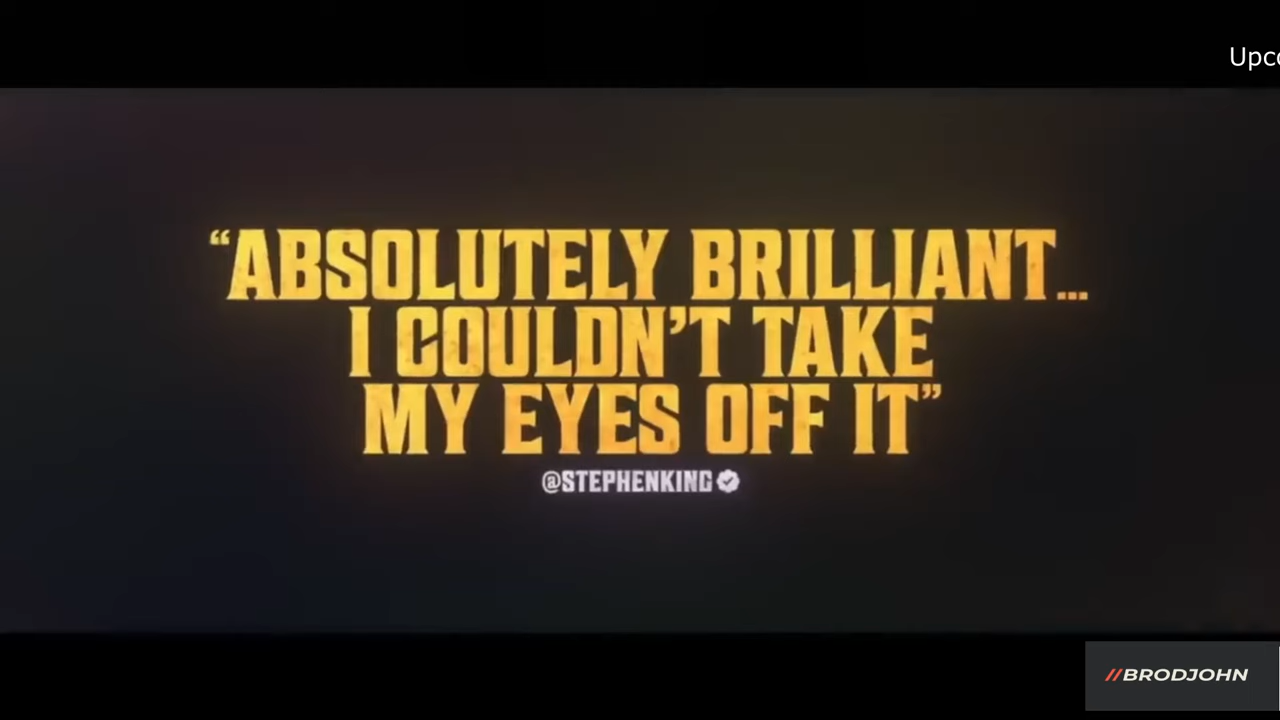 Upco
“ABSOLUTELY BRILLIANT...
I COULDN’T TAKE
MY EYES OFF IT”
@STEPHENKING
//BRODJOHN